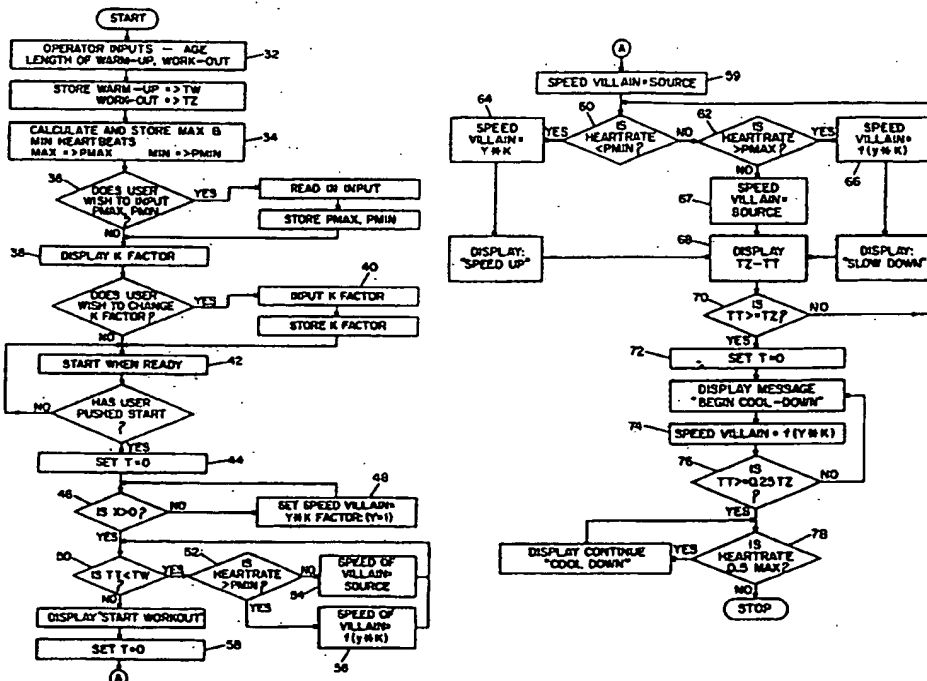 START
OPERATOR INPUTS — AGE
LENGTH OF WARM-UP, WORK-OUT
32
STORE WARM-UP => TW
WORK-OUT => TZ
CALCULATE AND STORE MAX &
MIN HEARTBEATS
MAX => PMAX MIN => PMIN
34
36
DOES USER
WISH TO INPUT
PMAX, PMIN
?
YES
READ IN INPUT
STORE PMAX, PMIN
NO
38
DISPLAY K FACTOR
40
DOES USER
WISH TO CHANGE
K FACTOR?
YES
INPUT K FACTOR
STORE K FACTOR
NO
START WHEN READY
42
HAS USER
PUSHED START
?
NO
YES
SET T=0
44
46
IS X>0?
NO
48
SET SPEED VILLAIN=
Y*K FACTOR:(Y=1)
YES
50
IS TT<TW
?
YES
52
IS
HEARTRATE
>PMIN?
NO
54
SPEED OF
VILLAIN=
SOURCE
YES
SPEED OF
VILLAIN=
f(y*K)
56
NO
DISPLAY "START WORKOUT"
SET T=0
58
A
A
SPEED VILLAIN=SOURCE
59
64
SPEED
VILLAIN=
Y*K
YES
60
IS
HEARTRATE
<PMIN?
NO
62
IS
HEARTRATE
>PMAX?
YES
SPEED
VILLAIN=
f(y*K)
66
NO
67
SPEED
VILLAIN=
SOURCE
DISPLAY:
"SPEED UP"
68
DISPLAY
TZ-TT
DISPLAY:
"SLOW DOWN"
70
IS
TT>=TZ?
NO
YES
72
SET T=0
DISPLAY MESSAGE
"BEGIN COOL-DOWN"
74
SPEED VILLAIN = f(Y*K)
76
IS
TT>=0.25 TZ
?
NO
YES
DISPLAY CONTINUE
"COOL DOWN"
YES
IS
HEARTRATE
0.5 MAX?
78
NO
STOP